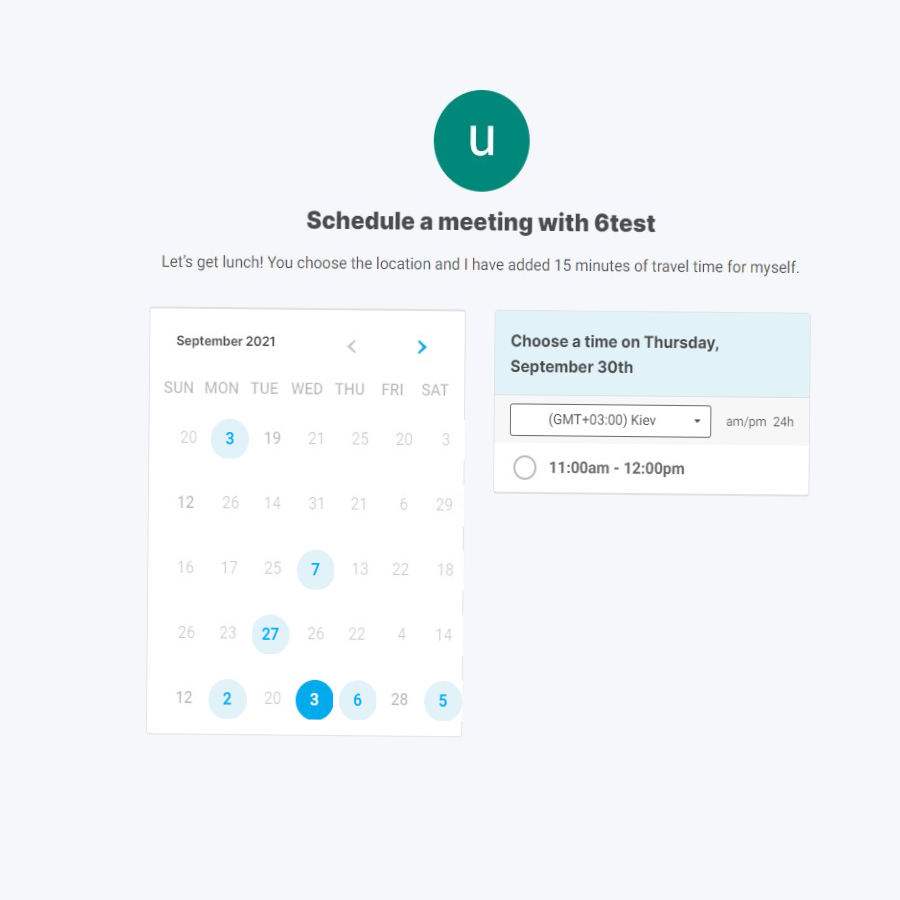 u
Schedule a meeting with 6test
Let's get lunch! You choose the location and I have added 15 minutes of travel time for myself.
September 2021
SUN MON TUE WED THU FRI SAT
20 3 19 21 25 20 3
12 26 14 31 21 6 29
16 17 25 7 13 22 18
26 23 27 26 22 4 14
12 2 20 3 6 28 5
Choose a time on Thursday,
September 30th
(GMT+03:00) Kiev
am/pm 24h
11:00am - 12:00pm